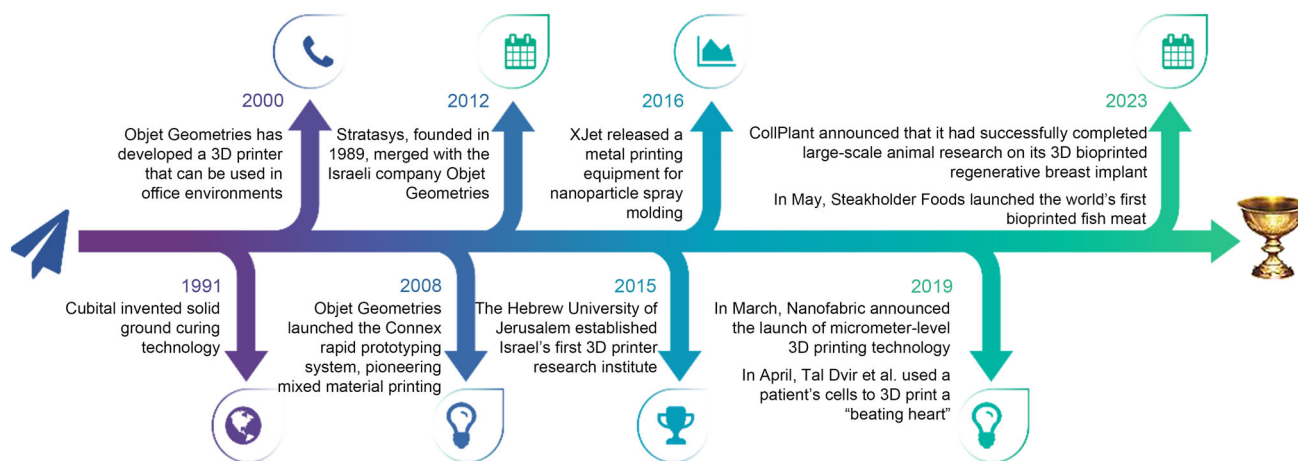 2000
Objet Geometries has
developed a 3D printer
that can be used in
office environments
2012
Stratasys, founded in
1989, merged with the
Israeli company Objet
Geometries
2016
XJet released a
metal printing
equipment for
nanoparticle spray
molding
2023
CollPlant announced that it had successfully completed
large-scale animal research on its 3D bioprinted
regenerative breast implant
In May, Steakholder Foods launched the world's first
bioprinted fish meat
1991
Cubital invented solid
ground curing
technology
2008
Objet Geometries
launched the Connex
rapid prototyping
system, pioneering
mixed material printing
2015
The Hebrew University of
Jerusalem established
Israel's first 3D printer
research institute
2019
In March, Nanofabric announced
the launch of micrometer-level
3D printing technology
In April, Tal Dvir et al. used a
patient's cells to 3D print a
“beating heart”